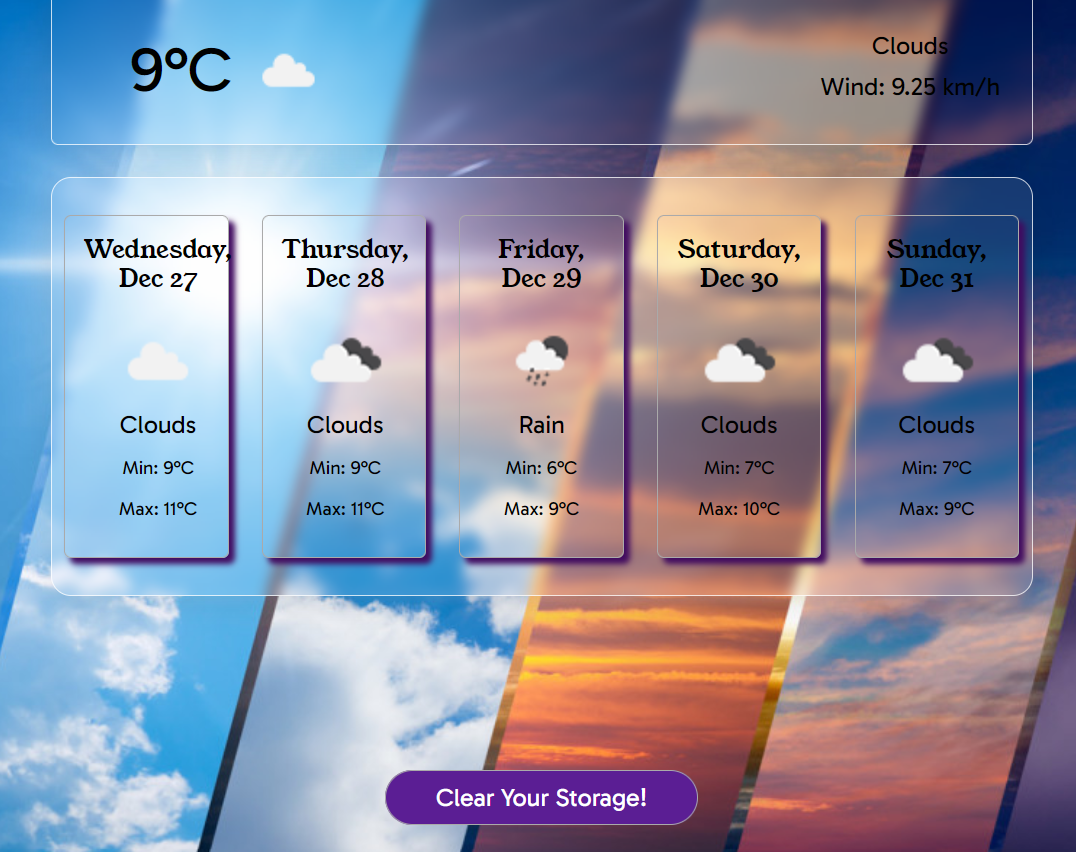 9°C
Clouds
Wind: 9.25 km/h
Wednesday,
Dec 27
Clouds
Min: 9°C
Max: 11°C
Thursday,
Dec 28
Clouds
Min: 9°C
Max: 11°C
Friday,
Dec 29
Rain
Min: 6°C
Max: 9°C
Saturday,
Dec 30
Clouds
Min: 7°C
Max: 10°C
Sunday,
Dec 31
Clouds
Min: 7°C
Max: 9°C
Clear Your Storage!